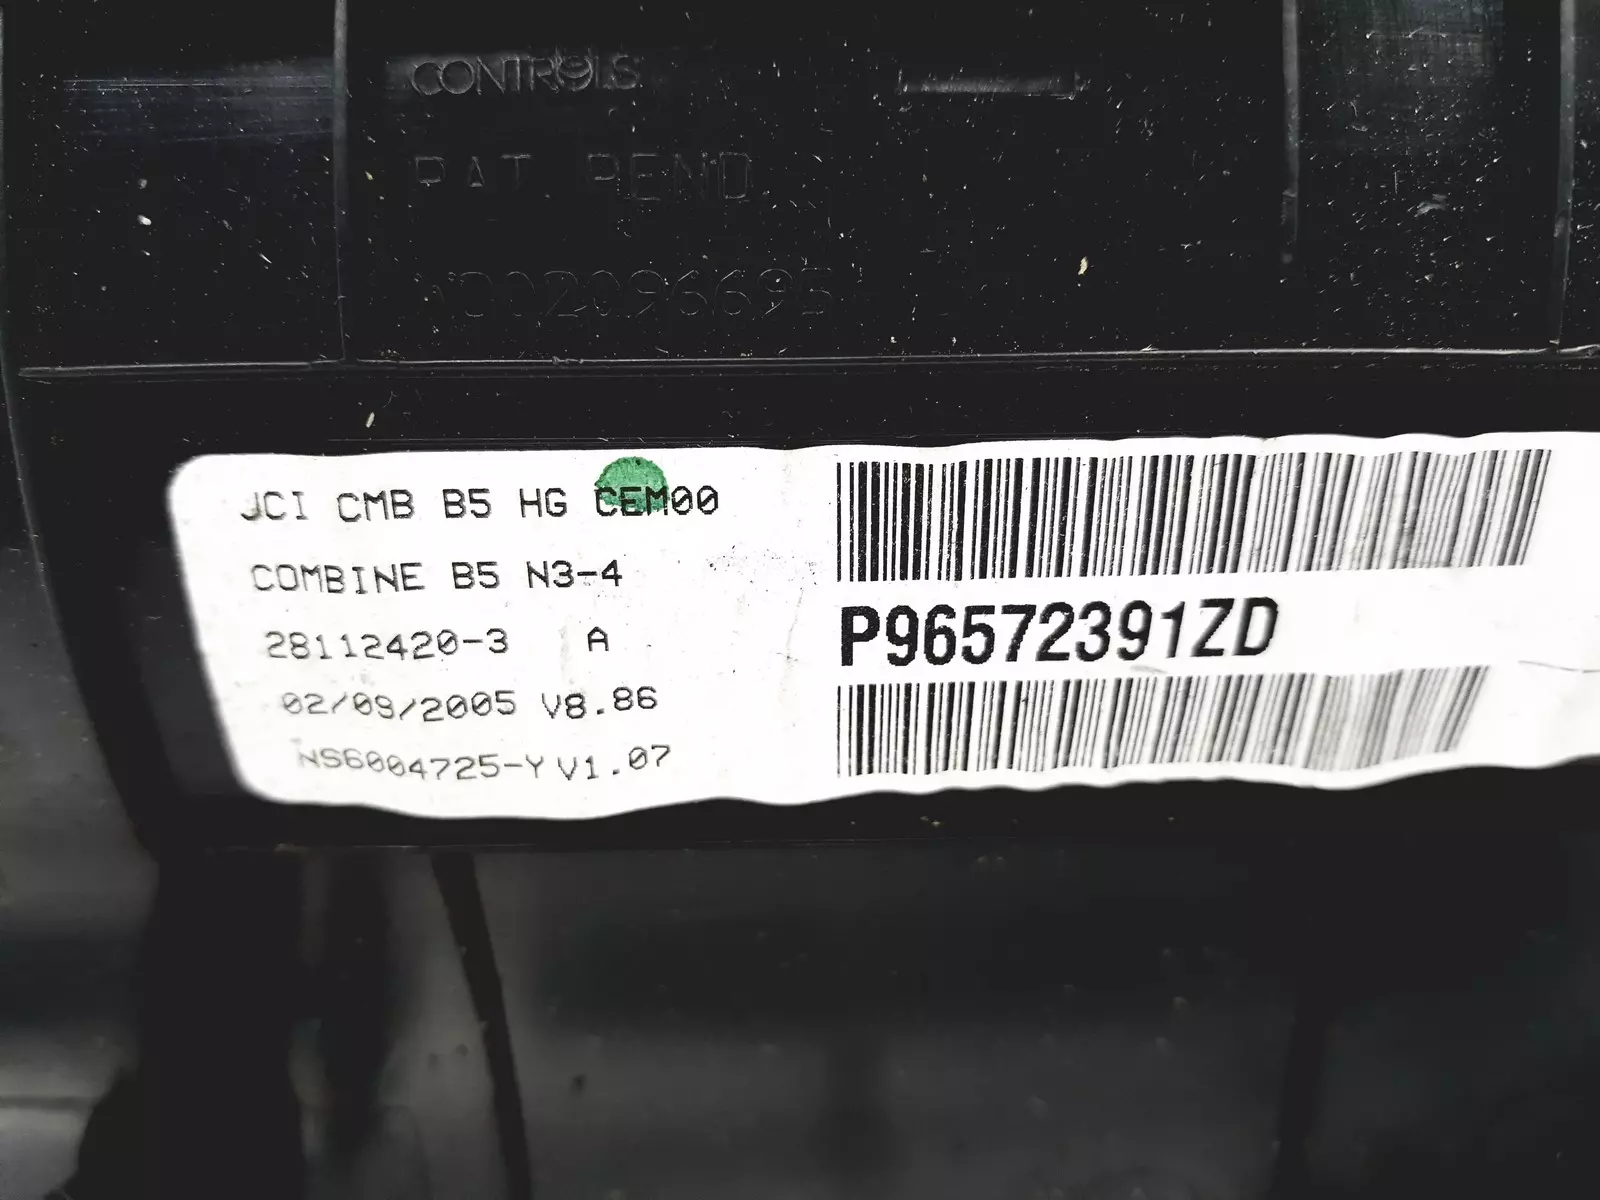 CONTROLS
PAT PEND
JCI CMB B5 HG CEM00
COMBINE B5 N3-4
28112420-3 A
02/09/2005 V8.86
NS6004725-Y V1.07
P96572391ZD